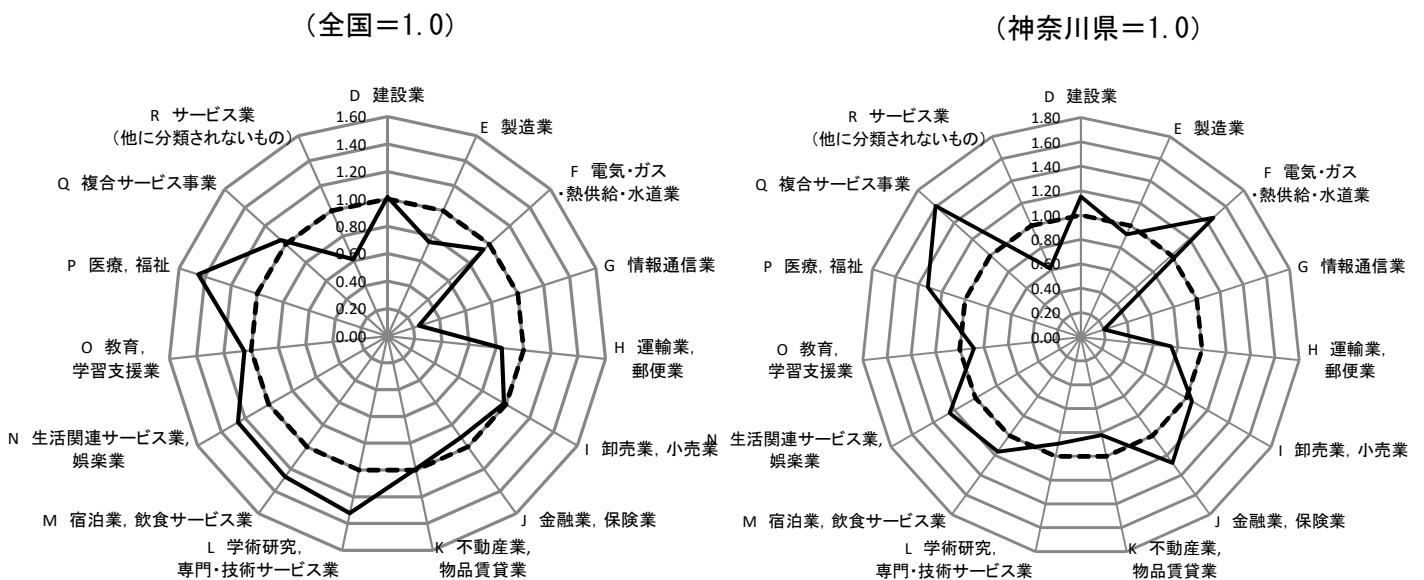 (全国＝1.0)
D 建設業
E 製造業
F 電気・ガス
・熱供給・水道業
G 情報通信業
H 運輸業，
郵便業
I 卸売業，小売業
J 金融業，保険業
K 不動産業，
物品賃貸業
L 学術研究，
専門・技術サービス業
M 宿泊業，飲食サービス業
N 生活関連サービス業，
娯楽業
O 教育，
学習支援業
P 医療，福祉
Q 複合サービス事業
R サービス業
（他に分類されないもの）
1.60
1.40
1.20
1.00
0.80
0.60
0.40
0.20
0.00
(神奈川県＝1.0)
D 建設業
E 製造業
F 電気・ガス
・熱供給・水道業
G 情報通信業
H 運輸業，
郵便業
I 卸売業，小売業
J 金融業，保険業
K 不動産業，
物品賃貸業
L 学術研究，
専門・技術サービス業
M 宿泊業，飲食サービス業
N 生活関連サービス業，
娯楽業
O 教育，
学習支援業
P 医療，福祉
Q 複合サービス事業
R サービス業
（他に分類されないもの）
1.80
1.60
1.40
1.20
1.00
0.80
0.60
0.40
0.20
0.00